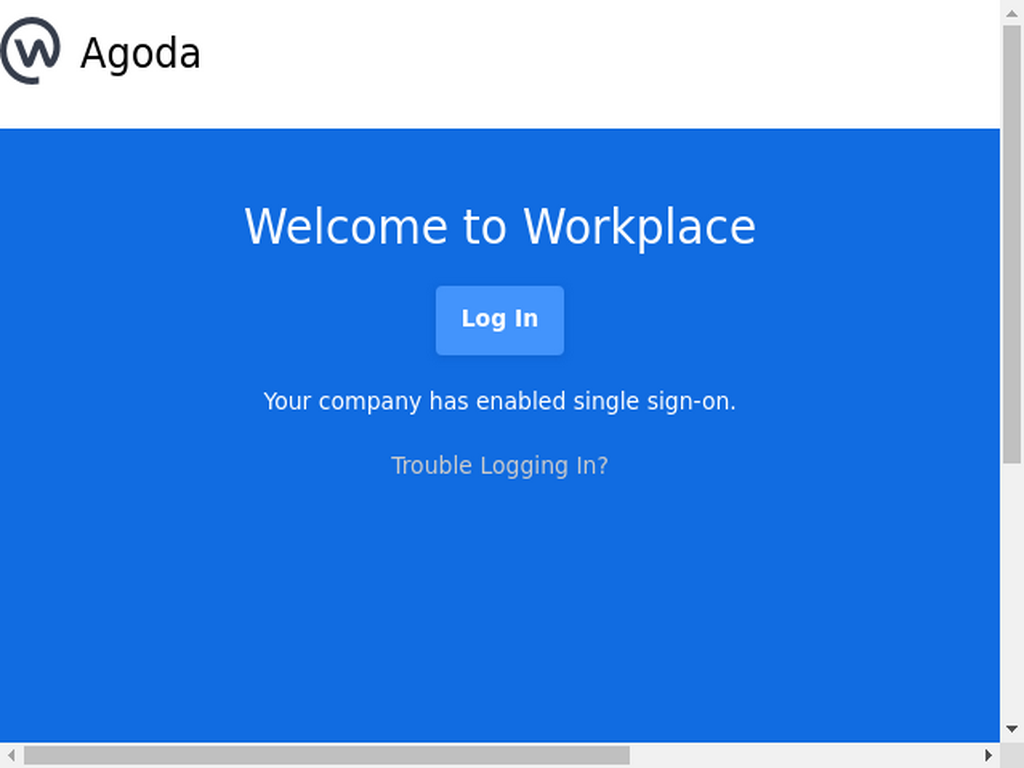 Agoda
Welcome to Workplace
Log In
Your company has enabled single sign-on.
Trouble Logging In?